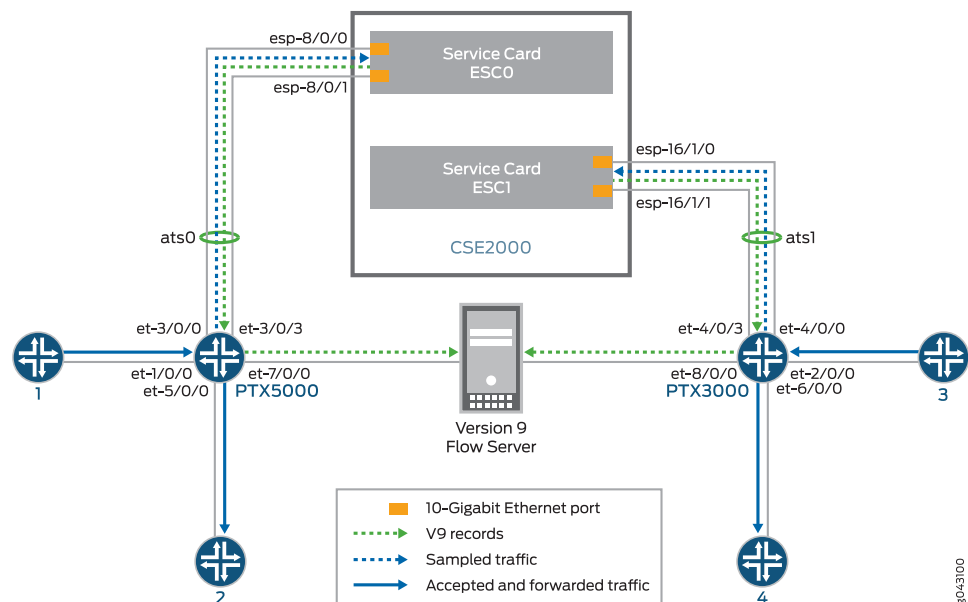 esp-8/0/0
Service Card
ESC0
esp-8/0/1
esp-16/1/0
Service Card
ESC1
esp-16/1/1
ats0
CSE2000
ats1
et-3/0/0
et-3/0/3
et-4/0/3
et-4/0/0
et-1/0/0
et-7/0/0
et-8/0/0
et-2/0/0
et-5/0/0
PTX5000
PTX3000
et-6/0/0
1
3
Version 9
Flow Server
10-Gigabit Ethernet port
V9 records
Sampled traffic
Accepted and forwarded traffic
2
4
g043100